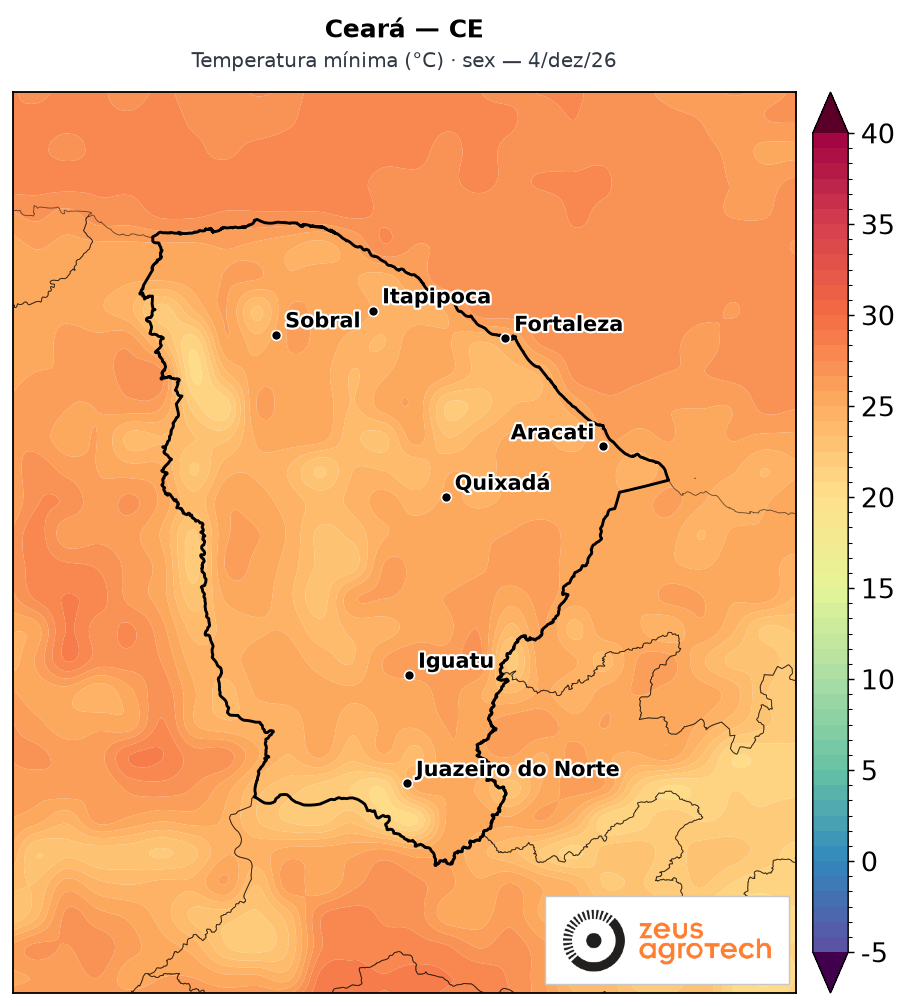 Ceará — CE
Temperatura mínima (°C) · sex — 4/dez/26
Itapipoca
Sobral
Fortaleza
Aracati
Quixadá
Iguatu
Juazeiro do Norte
40
35
30
25
20
15
10
5
0
-5
zeus
agrotech